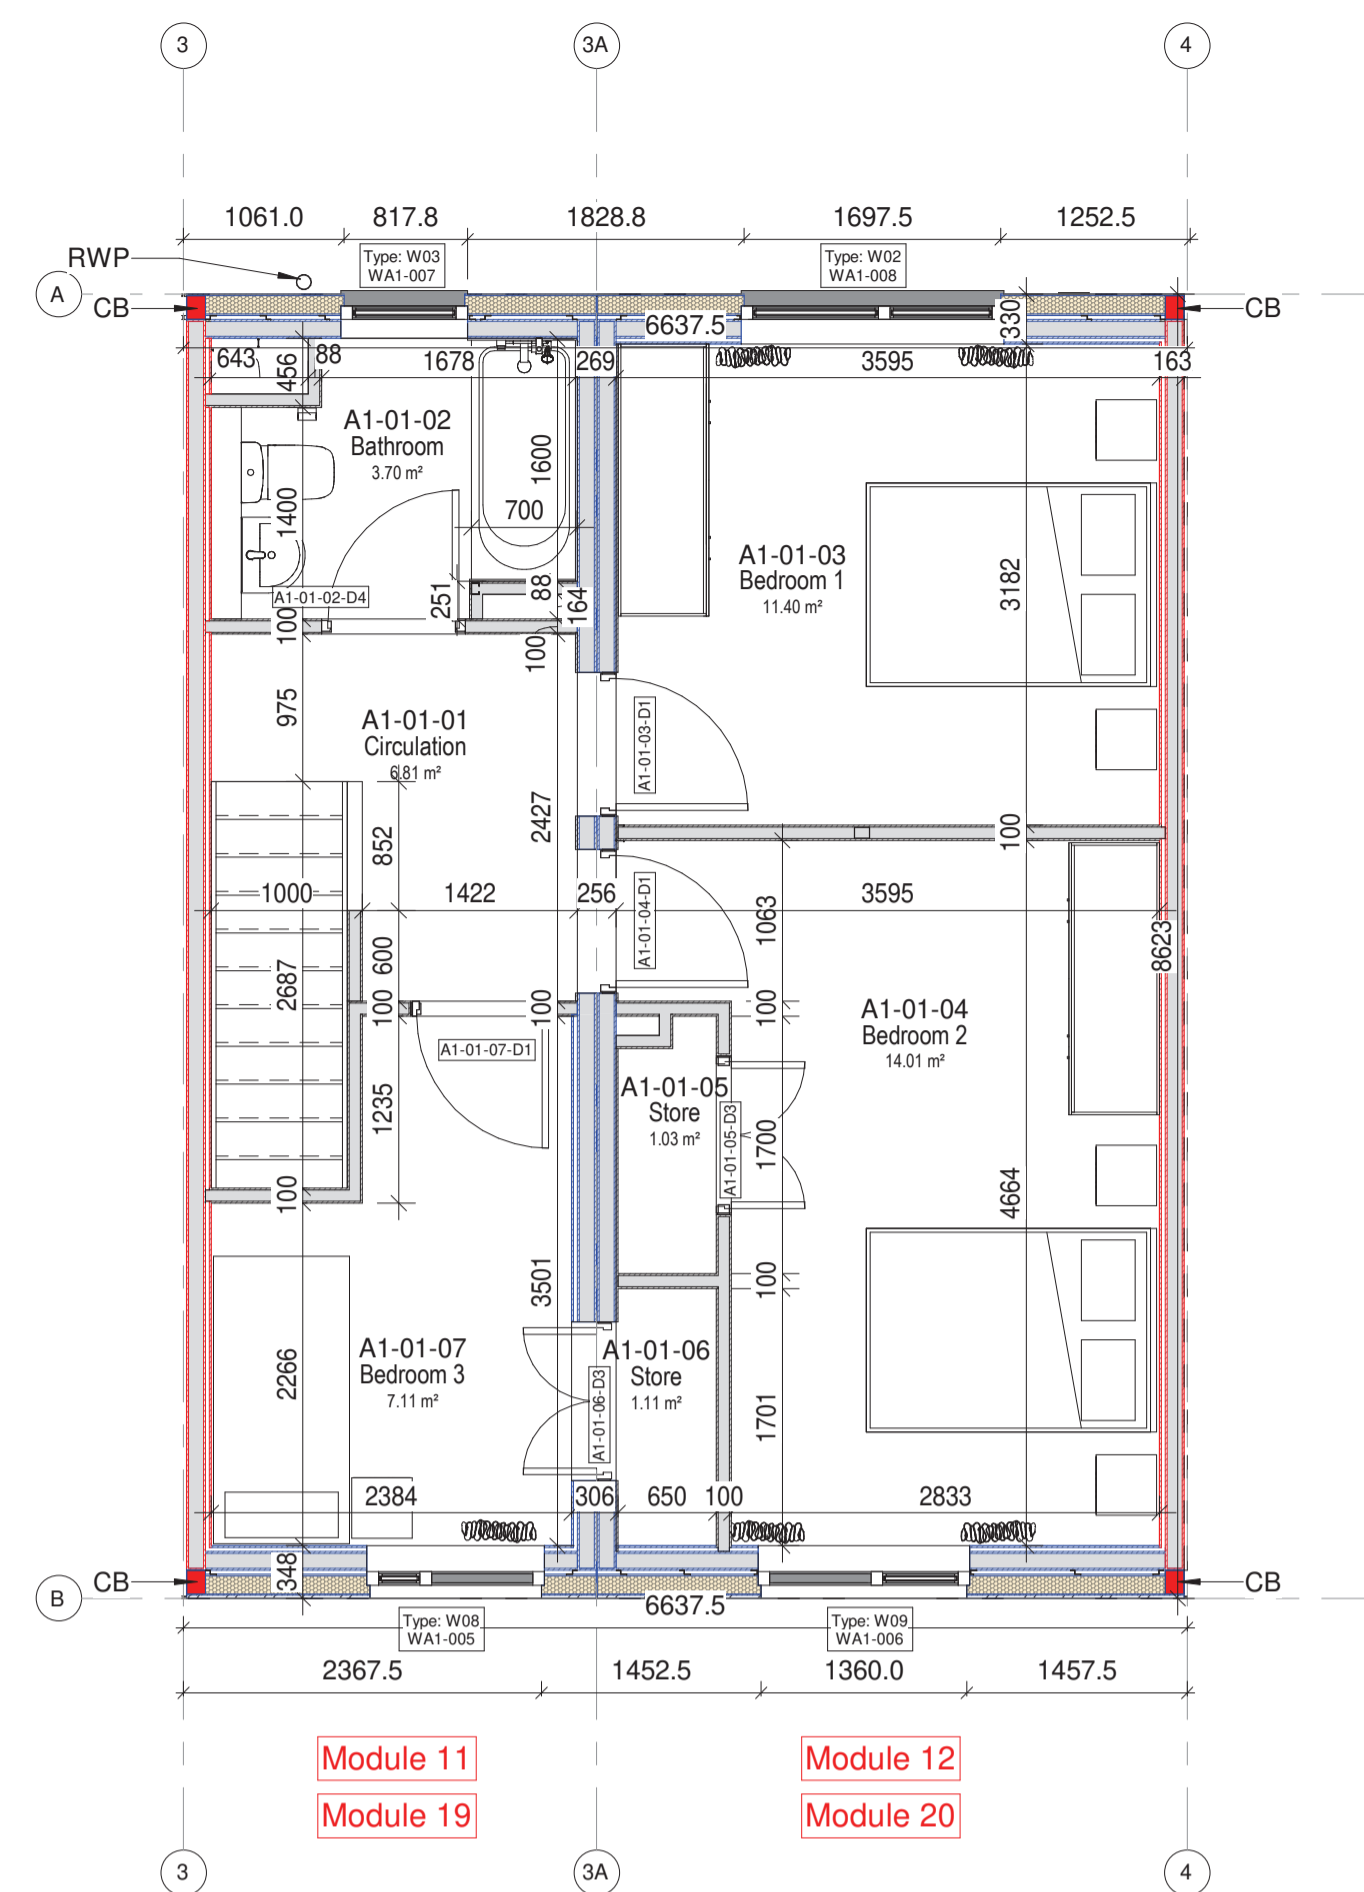 3
3A
4
1061.0
817.8
1828.8
1697.5
1252.5
RWP
Type: W03
WA1-007
Type: W02
WA1-008
A
CB
CB
6637.5
330
643
88
1678
269
3595
163
456
A1-01-02
Bathroom
3.70 m²
1600
1400
700
A1-01-03
Bedroom 1
11.40 m²
3182
A1-01-02-D4
251
88
164
100
100
975
A1-01-01
Circulation
6.81 m²
A1-01-03-D1
2427
852
100
1000
1422
256
A1-01-04-D1
3595
1063
8623
600
2687
100
100
100
A1-01-04
Bedroom 2
14.01 m²
A1-01-07-D1
A1-01-05
Store
1.03 m²
1235
A1-01-05-D3
1700
100
4664
3501
100
A1-01-07
Bedroom 3
7.11 m²
A1-01-06
Store
1.11 m²
2266
A1-01-06-D3
1701
2384
306
650
100
2833
348
B
CB
CB
6637.5
Type: W08
WA1-005
Type: W09
WA1-006
2367.5
1452.5
1360.0
1457.5
Module 11
Module 12
Module 19
Module 20
3
3A
4